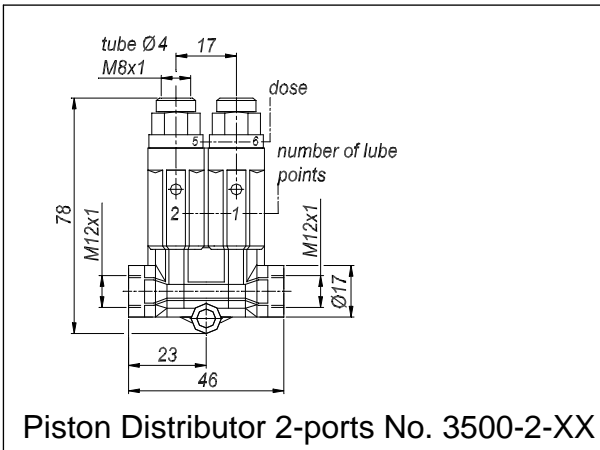 tube Ø4
17
M8x1
dose
5
6
number of lube
points
2
1
78
M12x1
M12x1
Ø17
23
46
Piston Distributor 2-ports No. 3500-2-XX